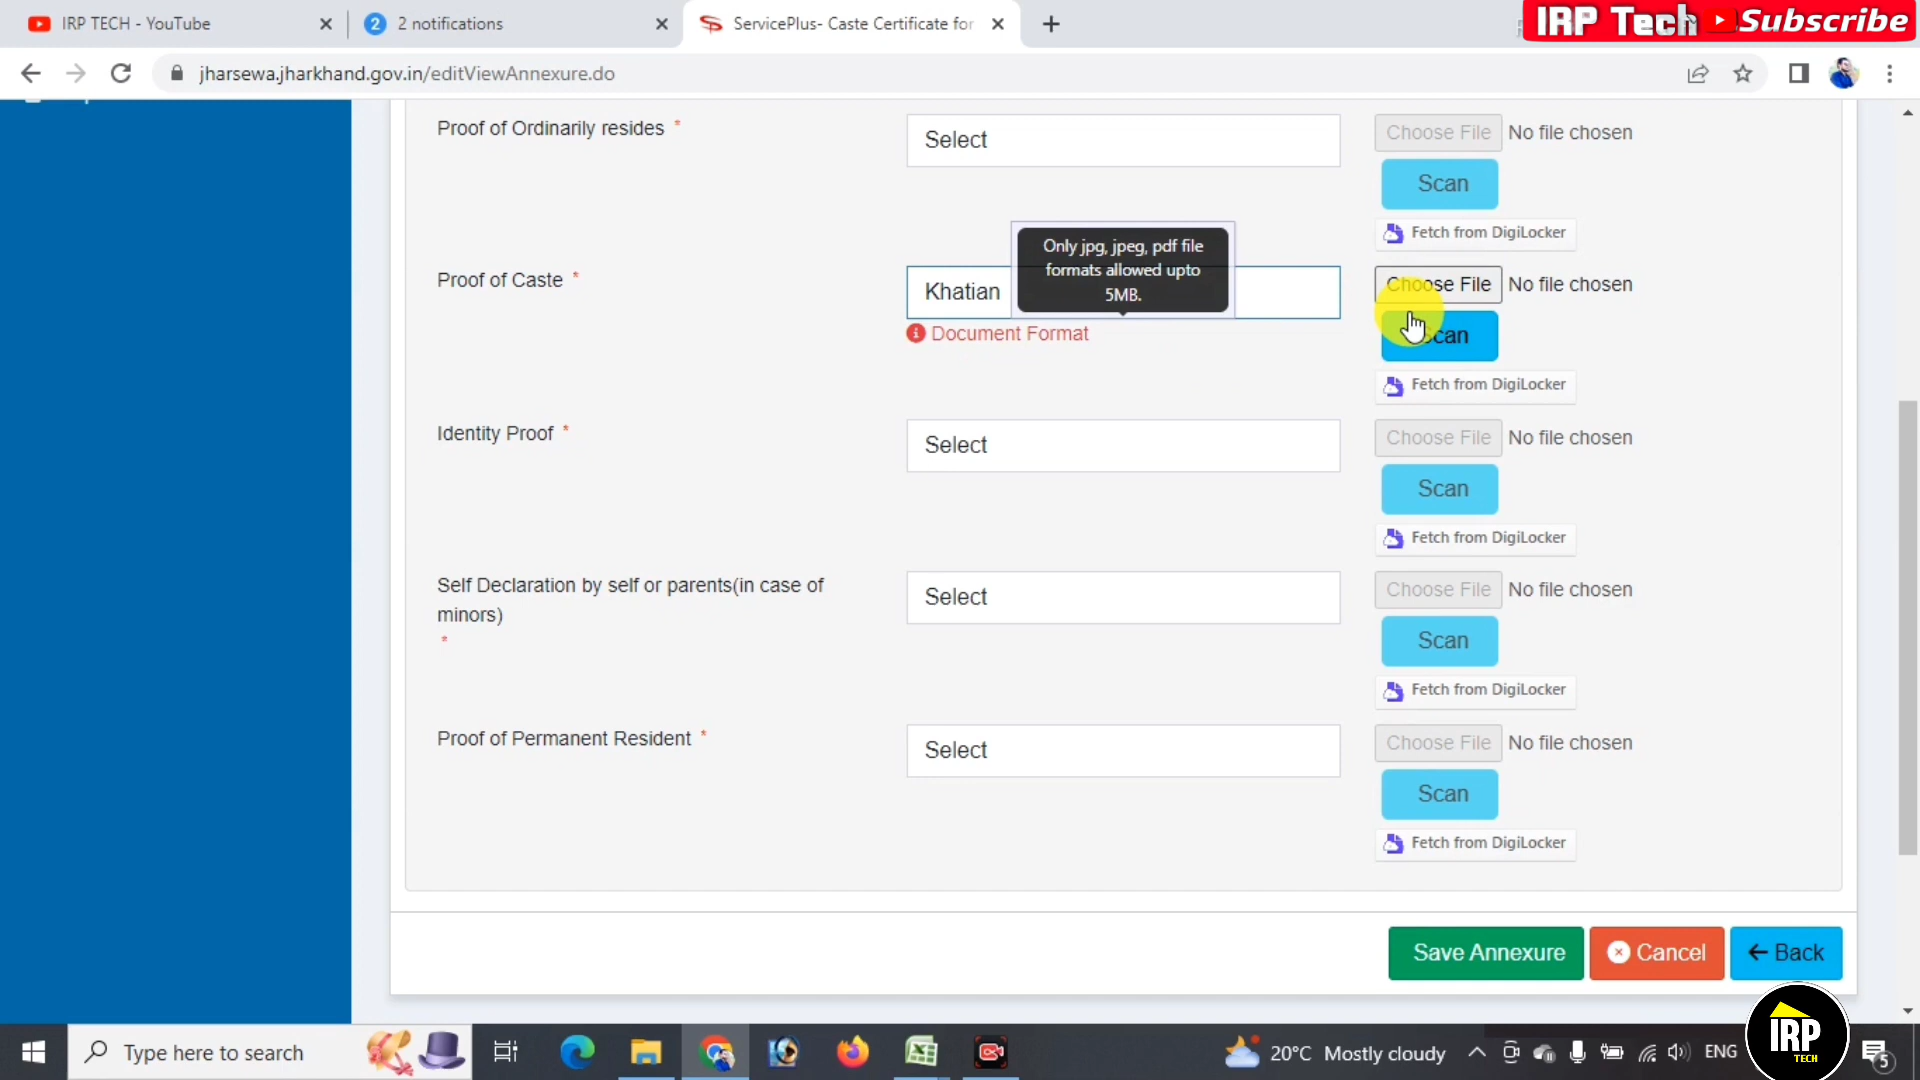 IRP TECH - YouTube
2
2 notifications
ServicePlus- Caste Certificate for
IRP Tech Subscribe
jharsewa.jharkhand.gov.in/editViewAnnexure.do
Proof of Ordinarily resides *
Select
Choose File No file chosen
Scan
Fetch from DigiLocker
Only jpg, jpeg, pdf file
formats allowed upto
5MB.
Proof of Caste *
Khatian
Choose File No file chosen
Document Format
Scan
Fetch from DigiLocker
Identity Proof *
Select
Choose File No file chosen
Scan
Fetch from DigiLocker
Self Declaration by self or parents(in case of
minors)
*
Select
Choose File No file chosen
Scan
Fetch from DigiLocker
Proof of Permanent Resident *
Select
Choose File No file chosen
Scan
Fetch from DigiLocker
Save Annexure
Cancel
Back
Type here to search
20°C Mostly cloudy
ENG
IRP
TECH
5